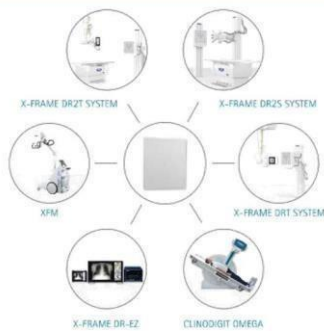 X-FRAME DR2T SYSTEM
X-FRAME DR2S SYSTEM
XFM
X-FRAME DRT SYSTEM
X-FRAME DR-EZ
CLINODIGIT OMEGA